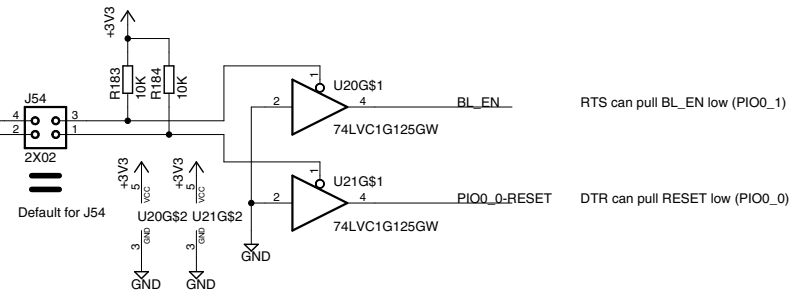 +3V3
R183
10K
R184
10K
J54
4
3
2
1
2X02
Default for J54
1
U20G$1
2
4
BL_EN
RTS can pull BL_EN low (PIO0_1)
74LVC1G125GW
+3V3
5
VCC
U20G$2
3
GND
GND
+3V3
5
VCC
U21G$2
3
GND
GND
1
U21G$1
2
4
PIO0_0-RESET
DTR can pull RESET low (PIO0_0)
74LVC1G125GW
GND